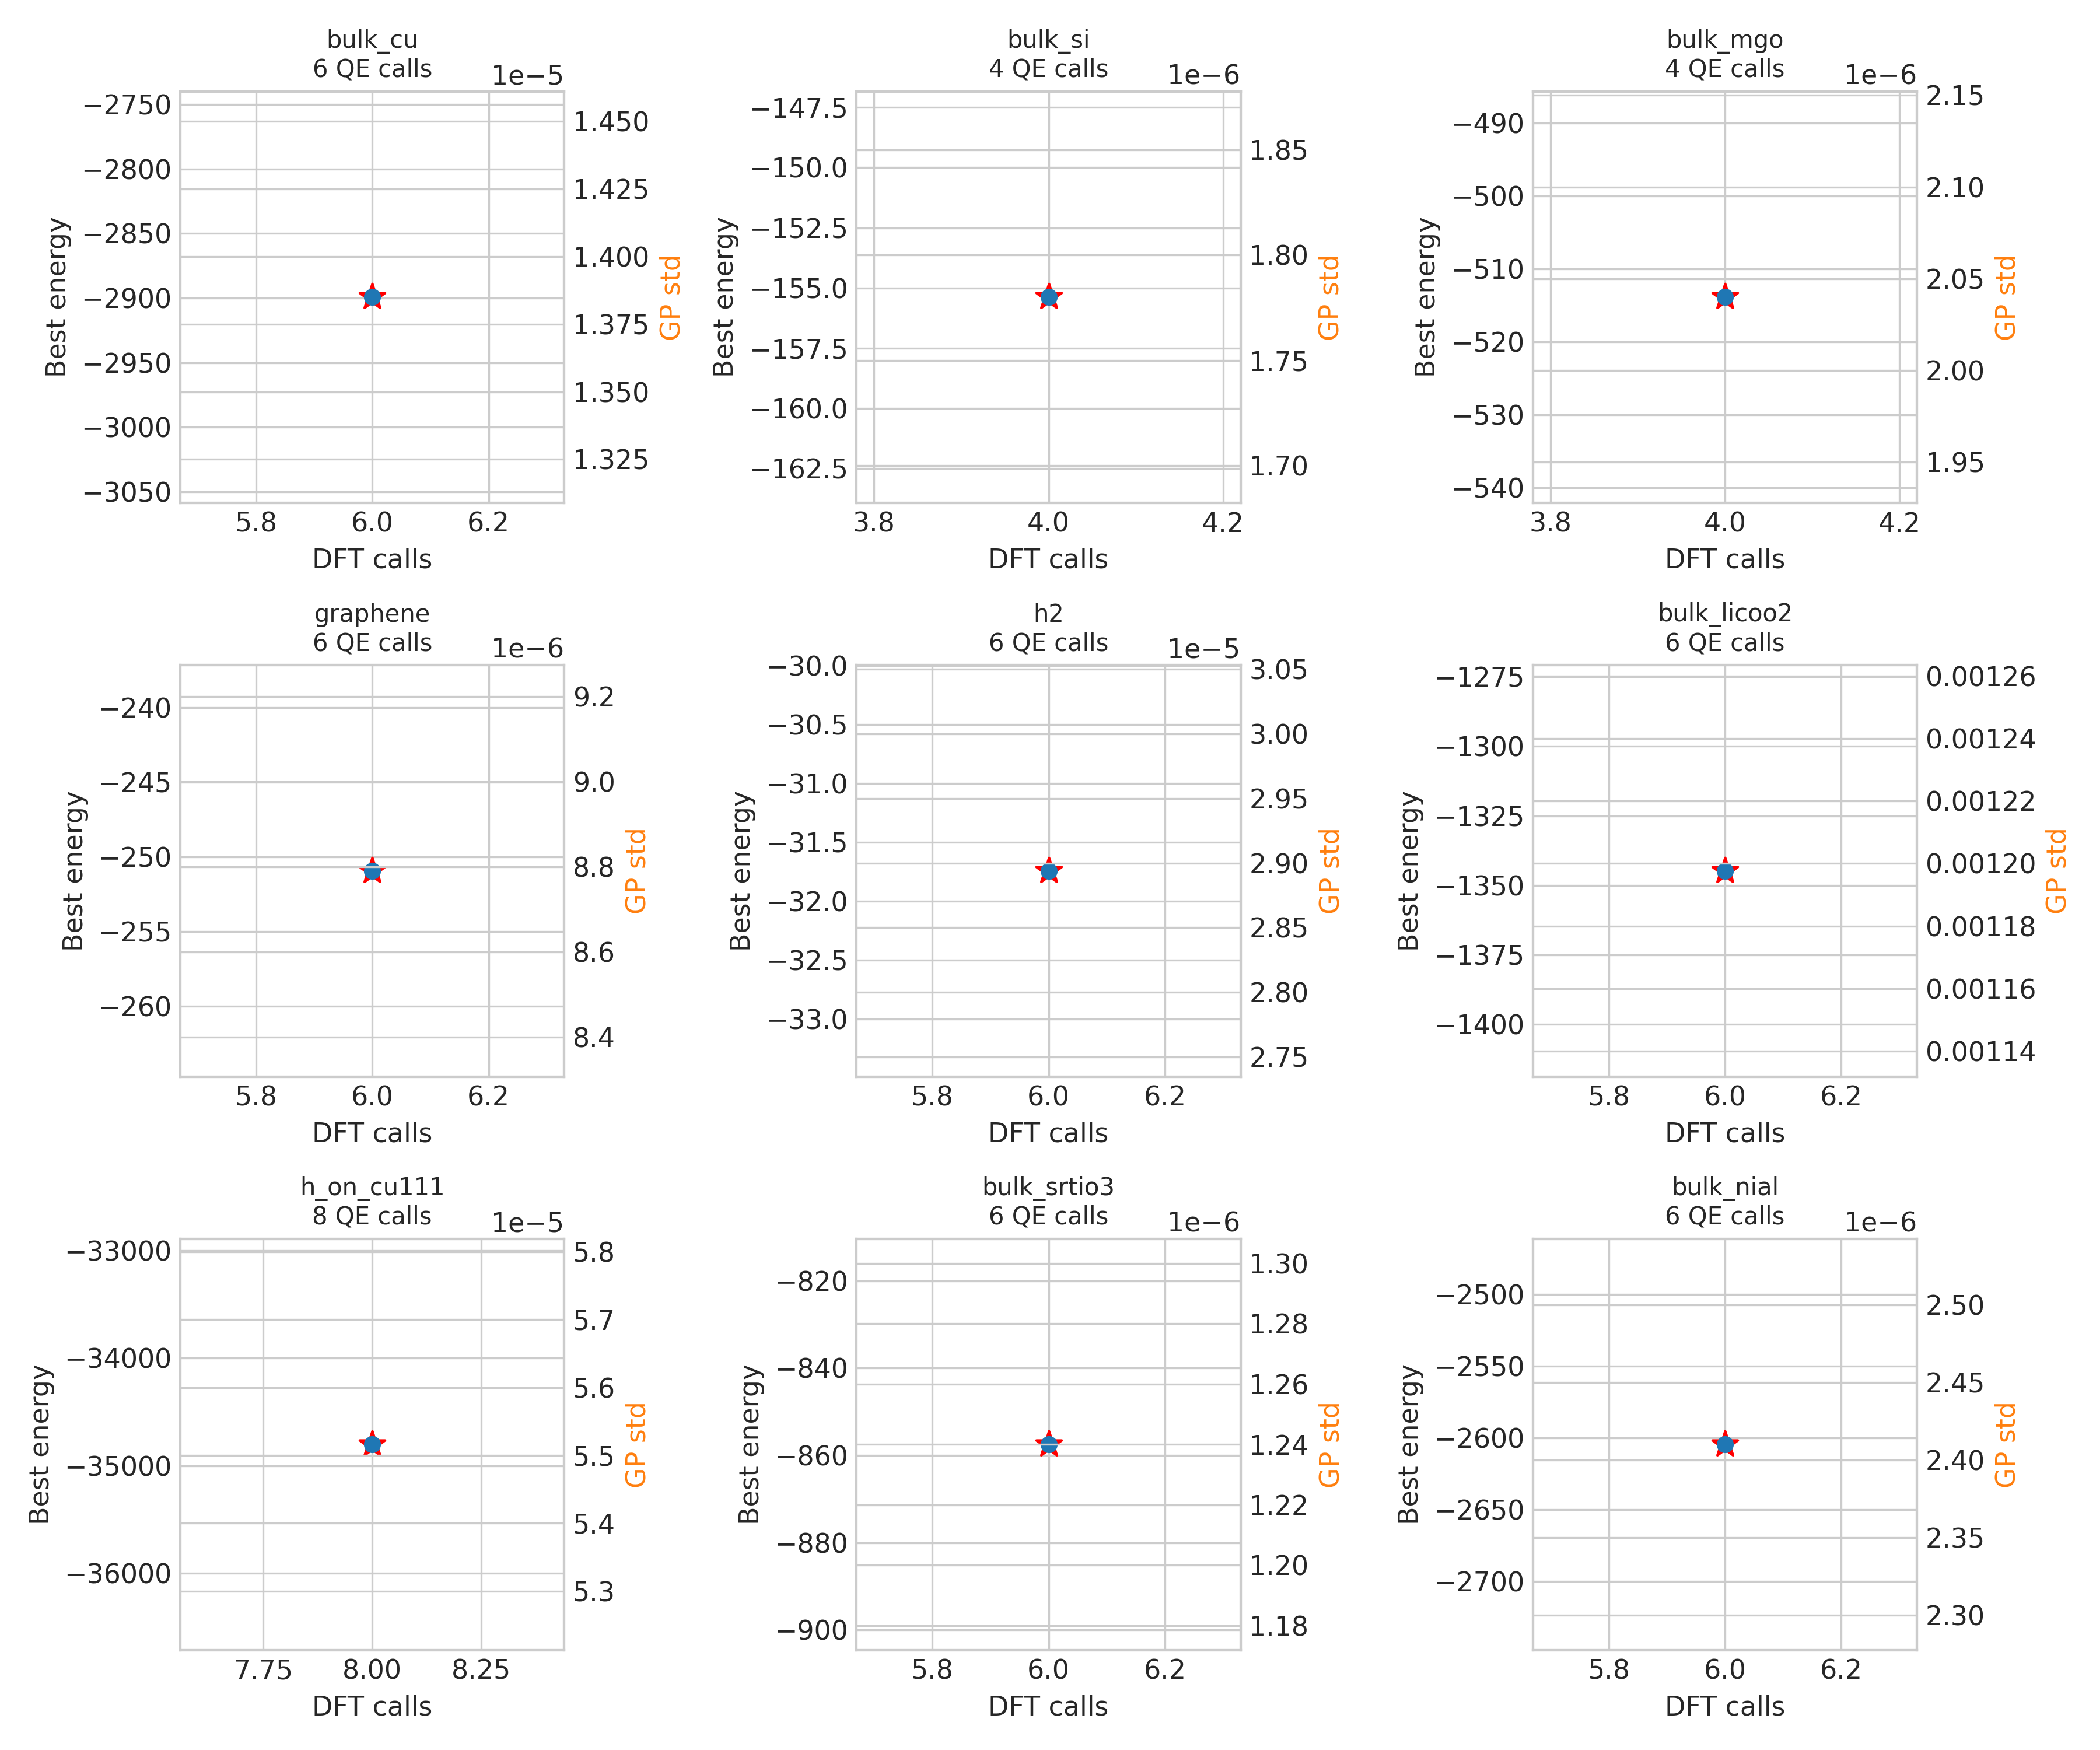 bulk_cu
6 QE calls
1e−5
−2750
−2800
−2850
−2900
−2950
−3000
−3050
Best energy
1.450
1.425
1.400
1.375
1.350
1.325
GP std
5.8 6.0 6.2
DFT calls
bulk_si
4 QE calls
1e−6
−147.5
−150.0
−152.5
−155.0
−157.5
−160.0
−162.5
Best energy
1.85
1.80
1.75
1.70
GP std
3.8 4.0 4.2
DFT calls
bulk_mgo
4 QE calls
1e−6
−490
−500
−510
−520
−530
−540
Best energy
2.15
2.10
2.05
2.00
1.95
GP std
3.8 4.0 4.2
DFT calls
graphene
6 QE calls
1e−6
−240
−245
−250
−255
−260
Best energy
9.2
9.0
8.8
8.6
8.4
GP std
5.8 6.0 6.2
DFT calls
h2
6 QE calls
1e−5
−30.0
−30.5
−31.0
−31.5
−32.0
−32.5
−33.0
Best energy
3.05
3.00
2.95
2.90
2.85
2.80
2.75
GP std
5.8 6.0 6.2
DFT calls
bulk_licoo2
6 QE calls
−1275
−1300
−1325
−1350
−1375
−1400
Best energy
0.00126
0.00124
0.00122
0.00120
0.00118
0.00116
0.00114
GP std
5.8 6.0 6.2
DFT calls
h_on_cu111
8 QE calls
1e−5
−33000
−34000
−35000
−36000
Best energy
5.8
5.7
5.6
5.5
5.4
5.3
GP std
7.75 8.00 8.25
DFT calls
bulk_srtio3
6 QE calls
1e−6
−820
−840
−860
−880
−900
Best energy
1.30
1.28
1.26
1.24
1.22
1.20
1.18
GP std
5.8 6.0 6.2
DFT calls
bulk_nial
6 QE calls
1e−6
−2500
−2550
−2600
−2650
−2700
Best energy
2.50
2.45
2.40
2.35
2.30
GP std
5.8 6.0 6.2
DFT calls